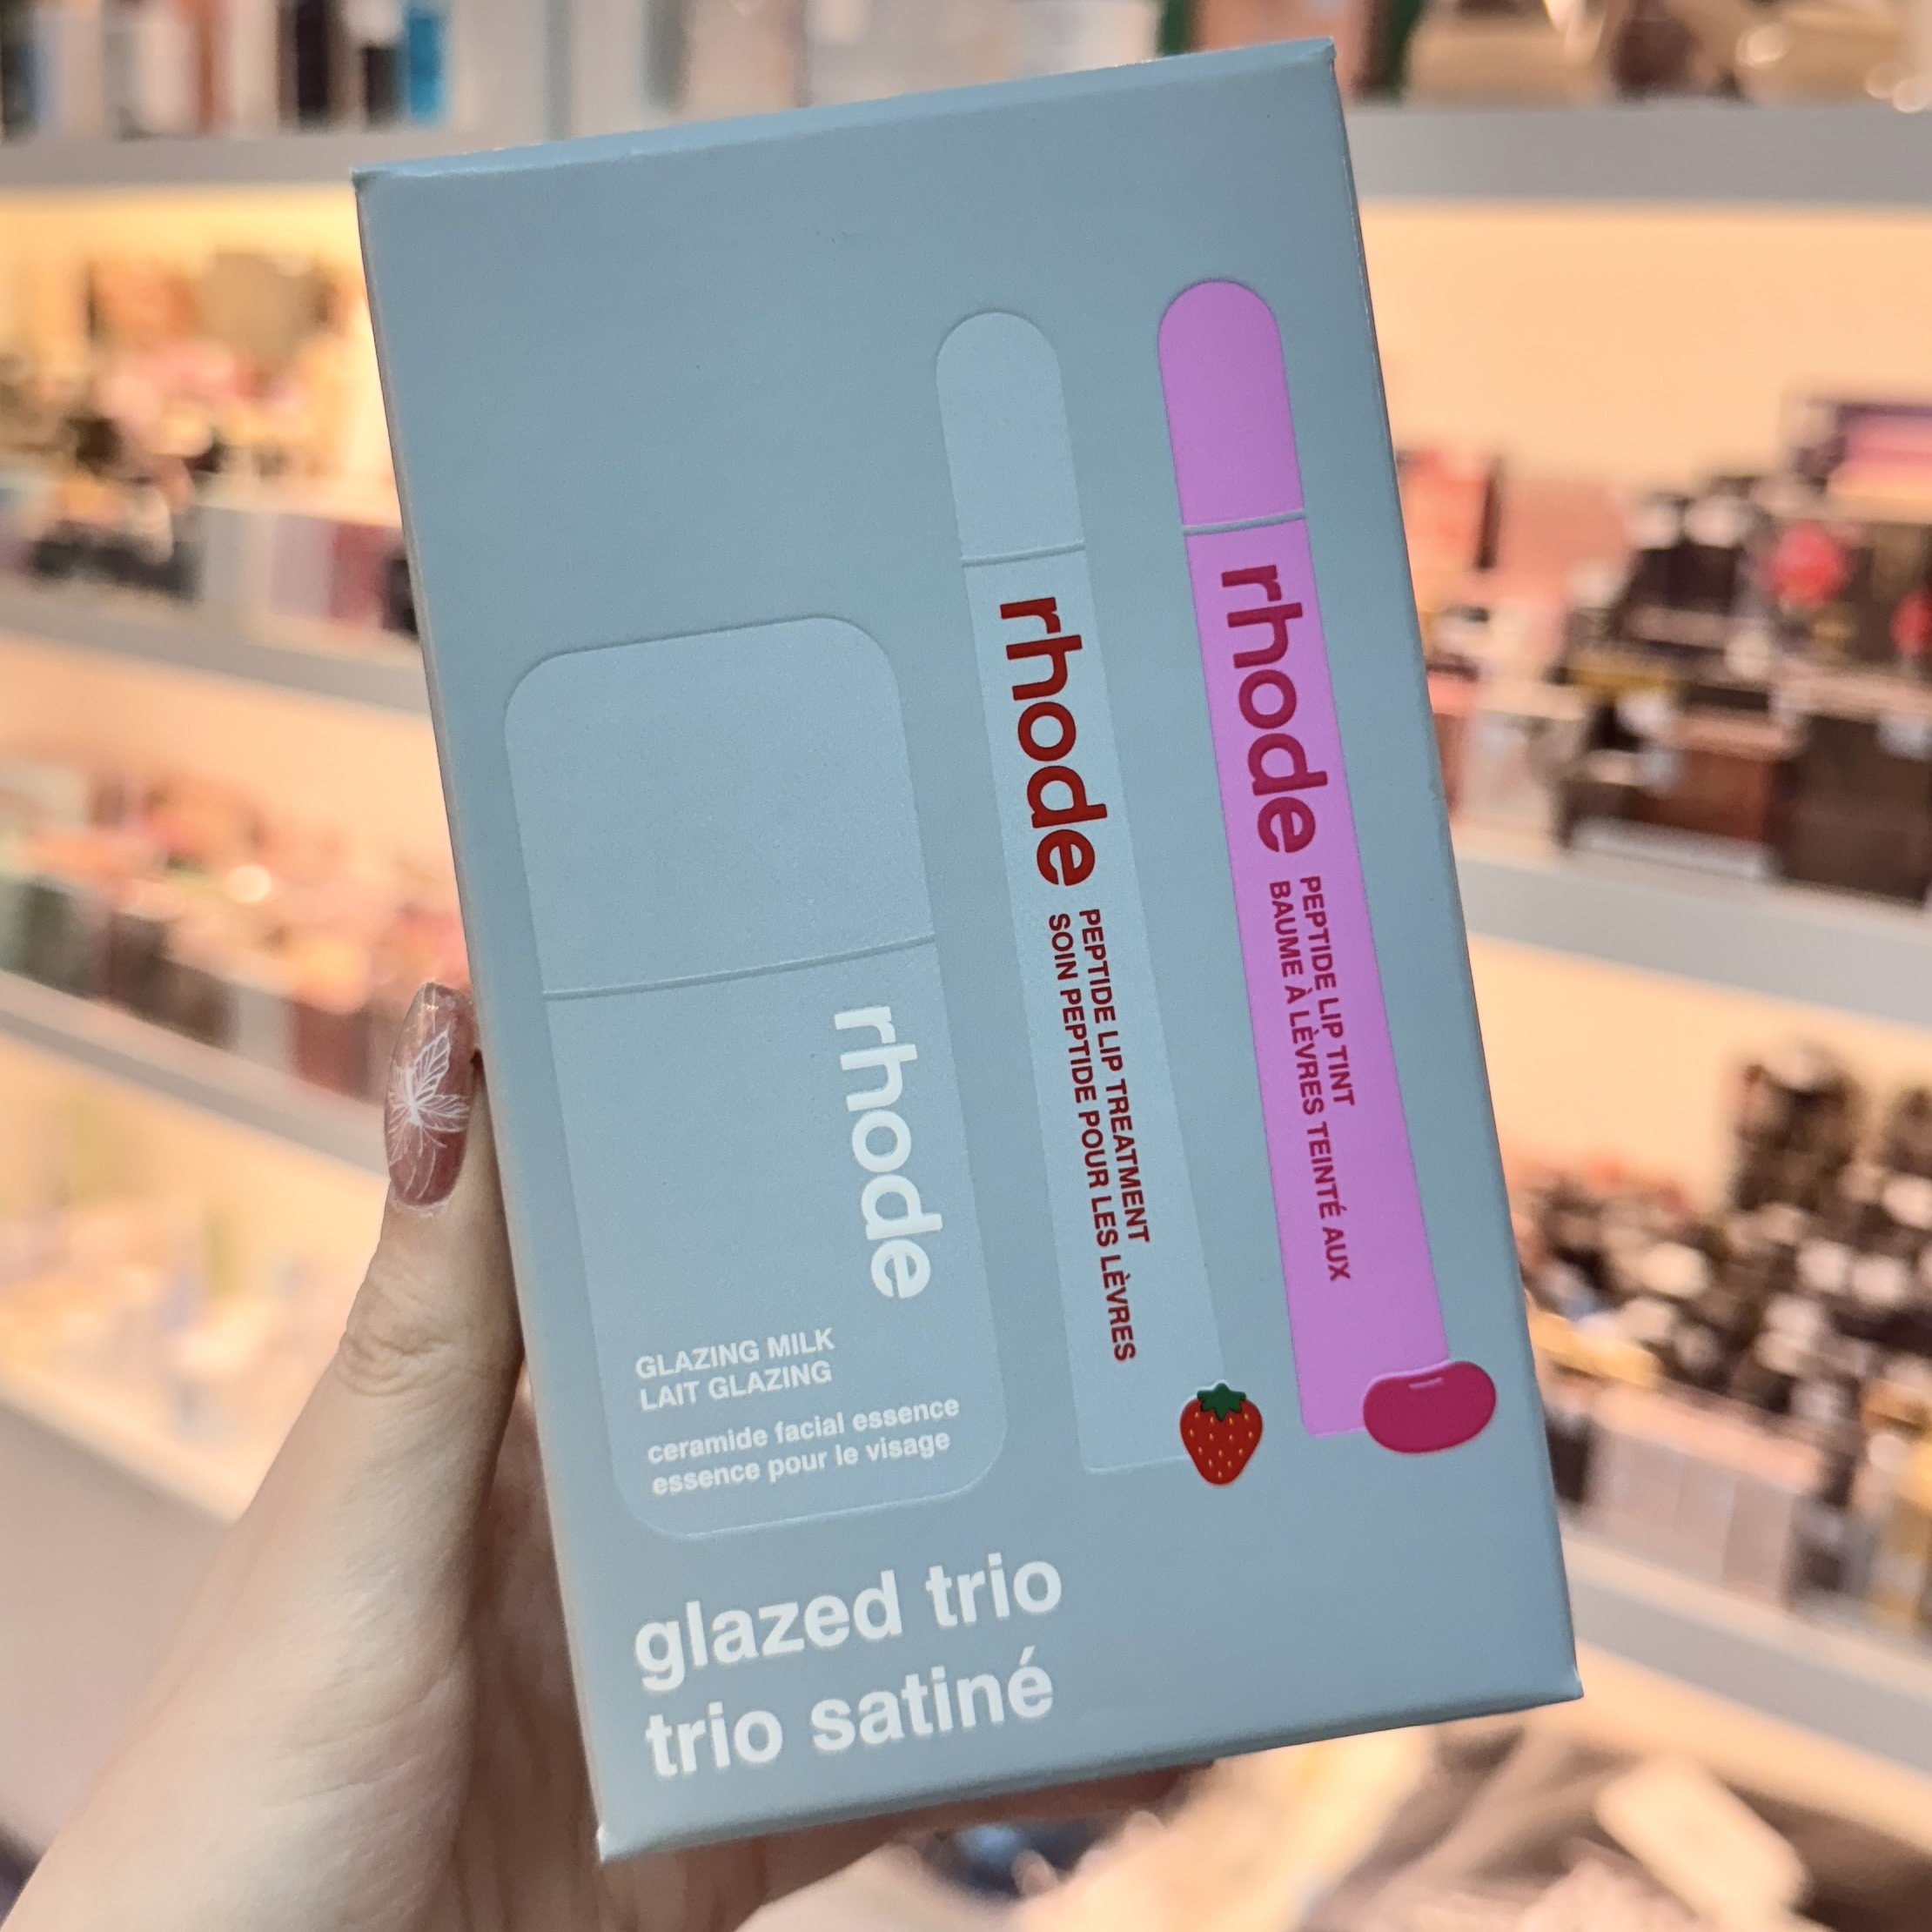 rhode
GLAZING MILK
LAIT GLAZING
ceramide facial essence
essence pour le visage
rhode
PEPTIDE LIP TREATMENT
SOIN PEPTIDE POUR LES LÈVRES
rhode
PEPTIDE LIP TINT
BAUME À LÈVRES TEINTÉ AUX
glazed trio
trio satiné